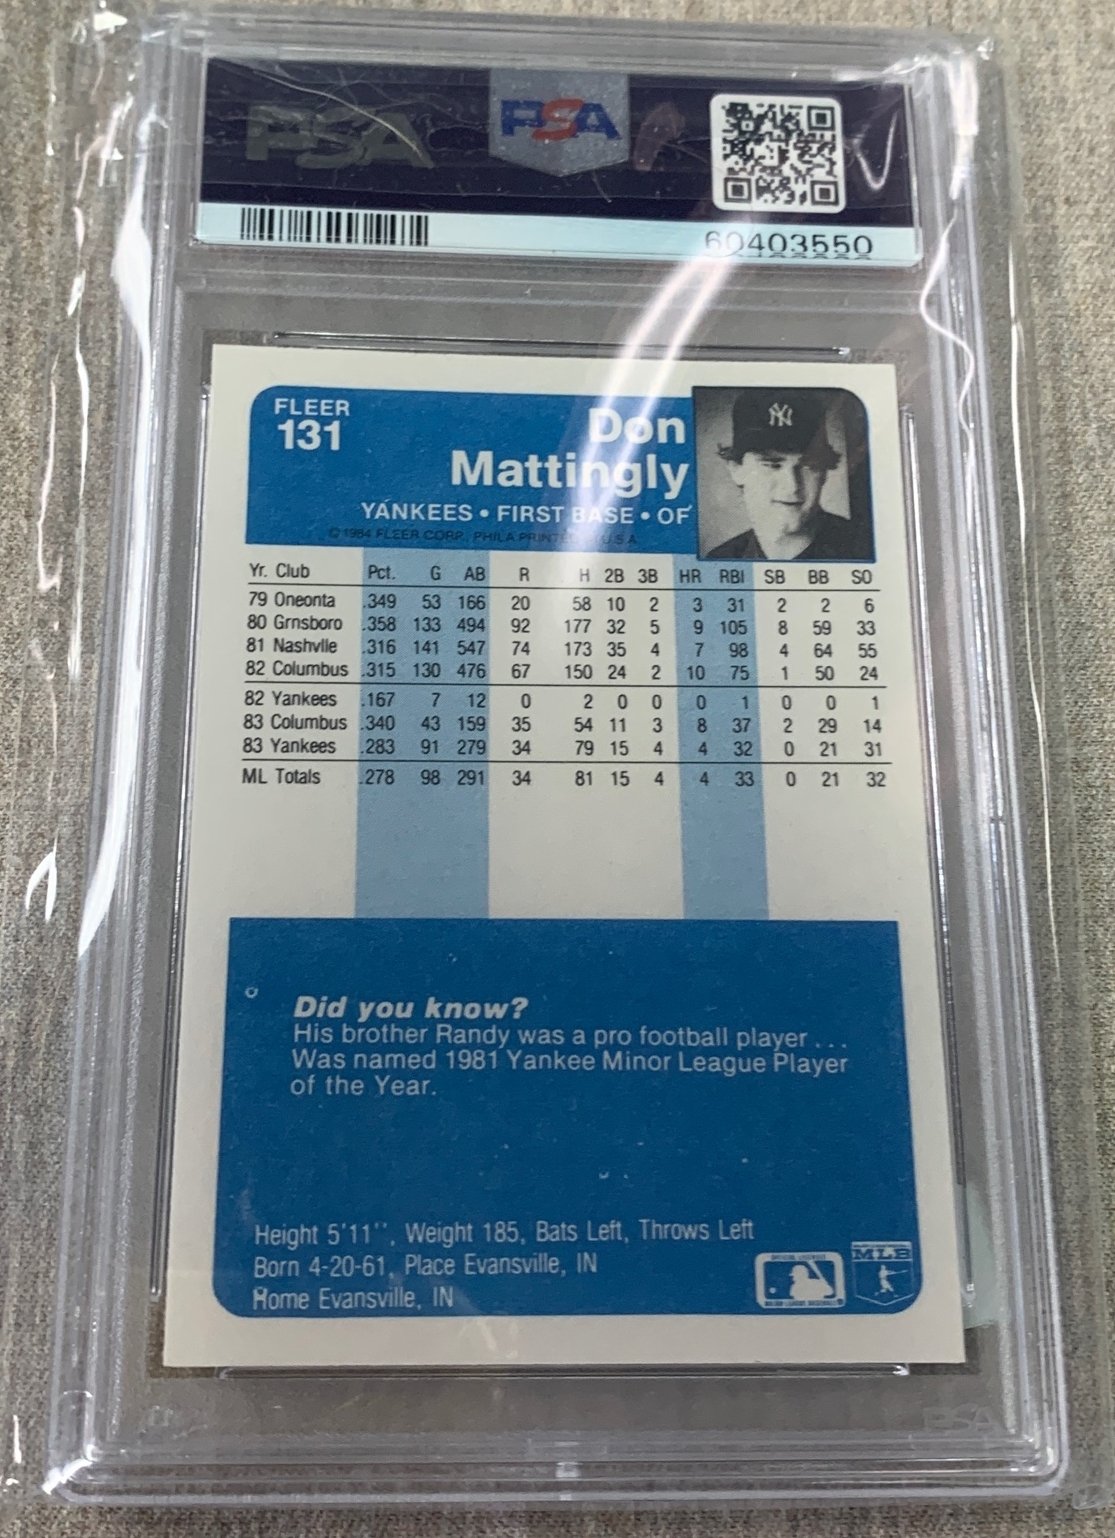 PSA PSA
60403550
FLEER
131
Don
Mattingly
YANKEES • FIRST BASE • OF
© 1984 FLEER CORP., PHILA PRINTED U.S.A
Yr. Club Pct. G AB R H 2B 3B HR RBI SB BB SO
79 Oneonta .349 53 166 20 58 10 2 3 31 2 2 6
80 Grnsboro .358 133 494 92 177 32 5 9 105 8 59 33
81 Nashvlle .316 141 547 74 173 35 4 7 98 4 64 55
82 Columbus .315 130 476 67 150 24 2 10 75 1 50 24
82 Yankees .167 7 12 0 2 0 0 0 1 0 0 1
83 Columbus .340 43 159 35 54 11 3 8 37 2 29 14
83 Yankees .283 91 279 34 79 15 4 4 32 0 21 31
ML Totals .278 98 291 34 81 15 4 4 33 0 21 32
Did you know?
His brother Randy was a pro football player . . .
Was named 1981 Yankee Minor League Player
of the Year.
Height 5'11'', Weight 185, Bats Left, Throws Left
Born 4-20-61, Place Evansville, IN
Home Evansville, IN
MLB
PSA